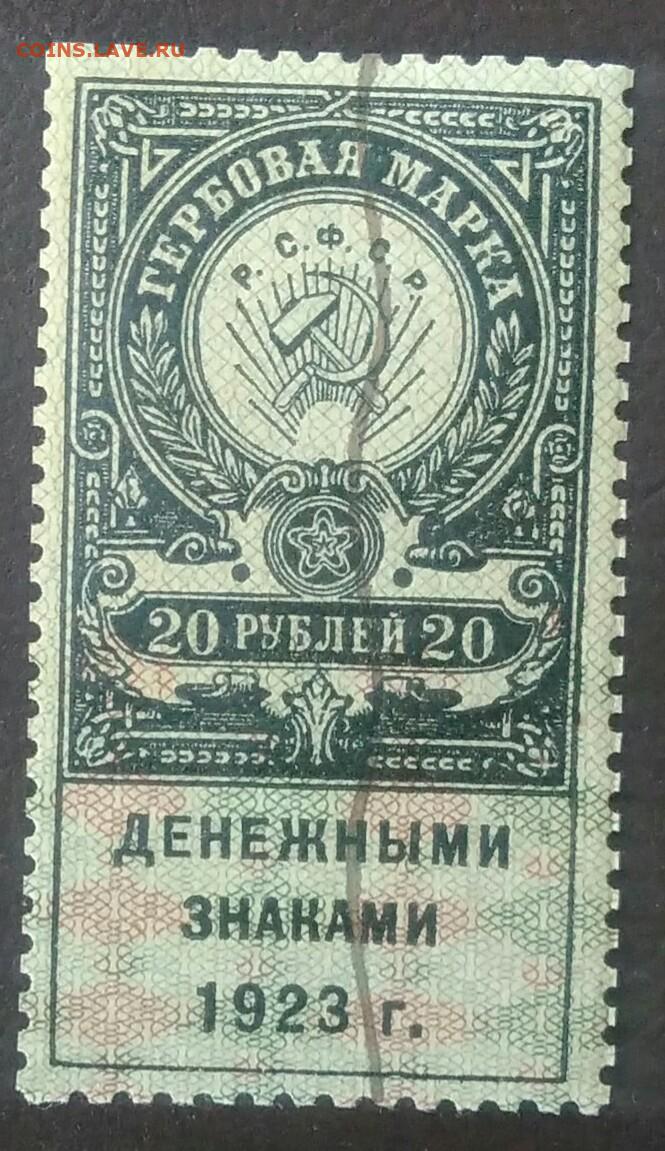 COINS.LAVE.RU
ГЕРБОВАЯ МАРКА
Р. С. Ф. С. Р.
20 РУБЛЕЙ 20
ДЕНЕЖНЫМИ
ЗНАКАМИ
1923 г.